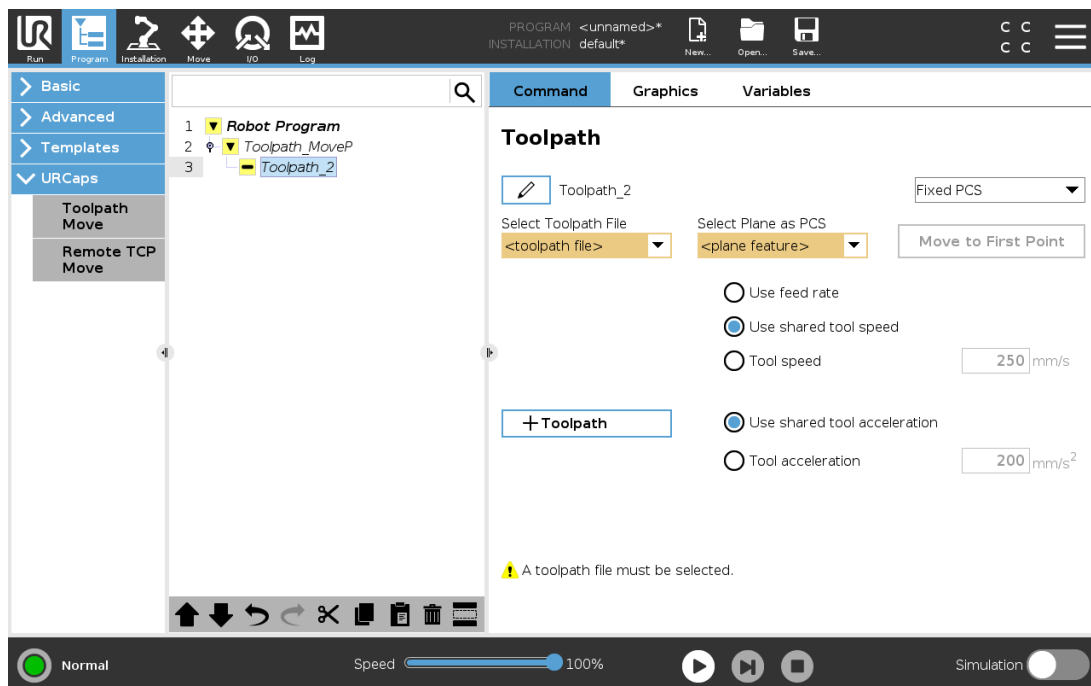 PROGRAM <unnamed>*
INSTALLATION default*
UR
Run
Program
Installation
Move
I/O
Log
New...
Open...
Save...
C C
C C
Basic
Advanced
Templates
URCaps
Toolpath
Move
Remote TCP
Move
1 Robot Program
2 Toolpath_MoveP
3 Toolpath_2
Command Graphics Variables
Toolpath
Toolpath_2
Fixed PCS
Select Toolpath File
Select Plane as PCS
<toolpath file>
<plane feature>
Move to First Point
Use feed rate
Use shared tool speed
Tool speed 250 mm/s
+Toolpath
Use shared tool acceleration
Tool acceleration 200 mm/s²
A toolpath file must be selected.
Normal
Speed 100%
Simulation